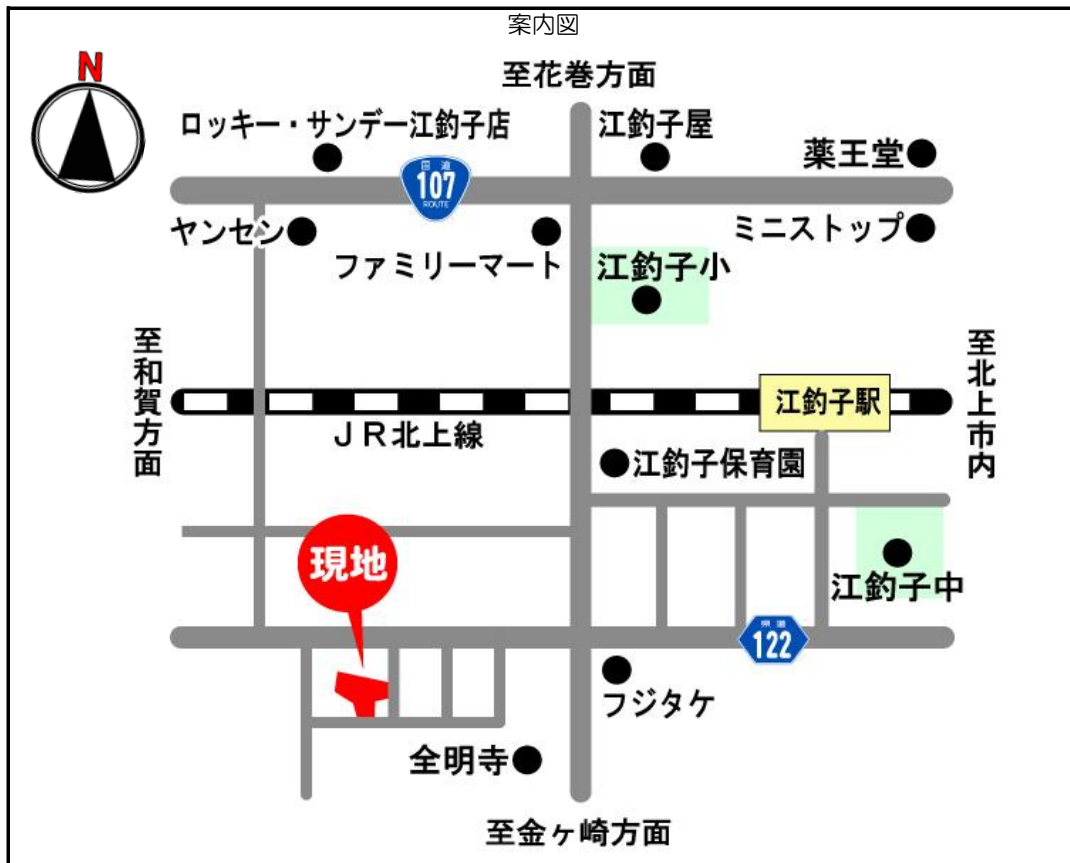 案内図
N
至花巻方面
ロッキー・サンデー江釣子店
江釣子屋
薬王堂
国道
107
ROUTE
ヤンセン
ファミリーマート
ミニストップ
江釣子小
至和賀方面
至北上市内
江釣子駅
JR北上線
江釣子保育園
現地
江釣子中
県道
122
フジタケ
全明寺
至金ヶ崎方面